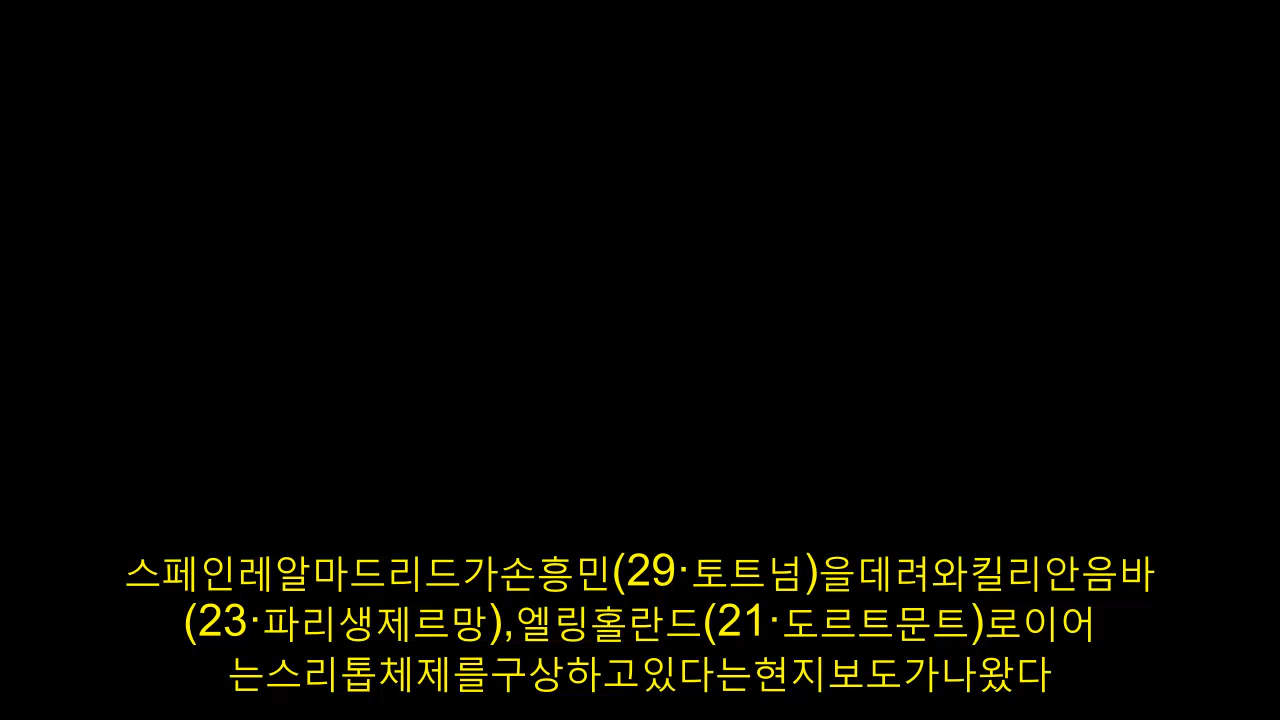 스페인레알마드리드가손흥민(29·토트넘)을데려와킬리안음바
(23·파리생제르망),엘링홀란드(21·도르트문트)로이어
는스리톱체제를구상하고있다는현지보도가나왔다